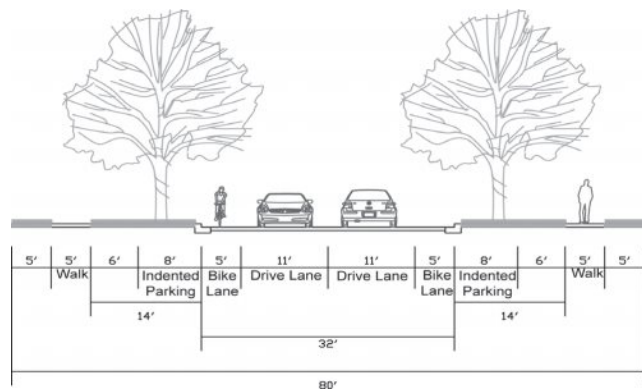 5' 5' 6' 8' 5' 11' 11' 5' 8' 6' 5' 5'
Walk Indented Parking Bike Lane Drive Lane Drive Lane Bike Lane Indented Parking Walk
14' 14'
32'
80'